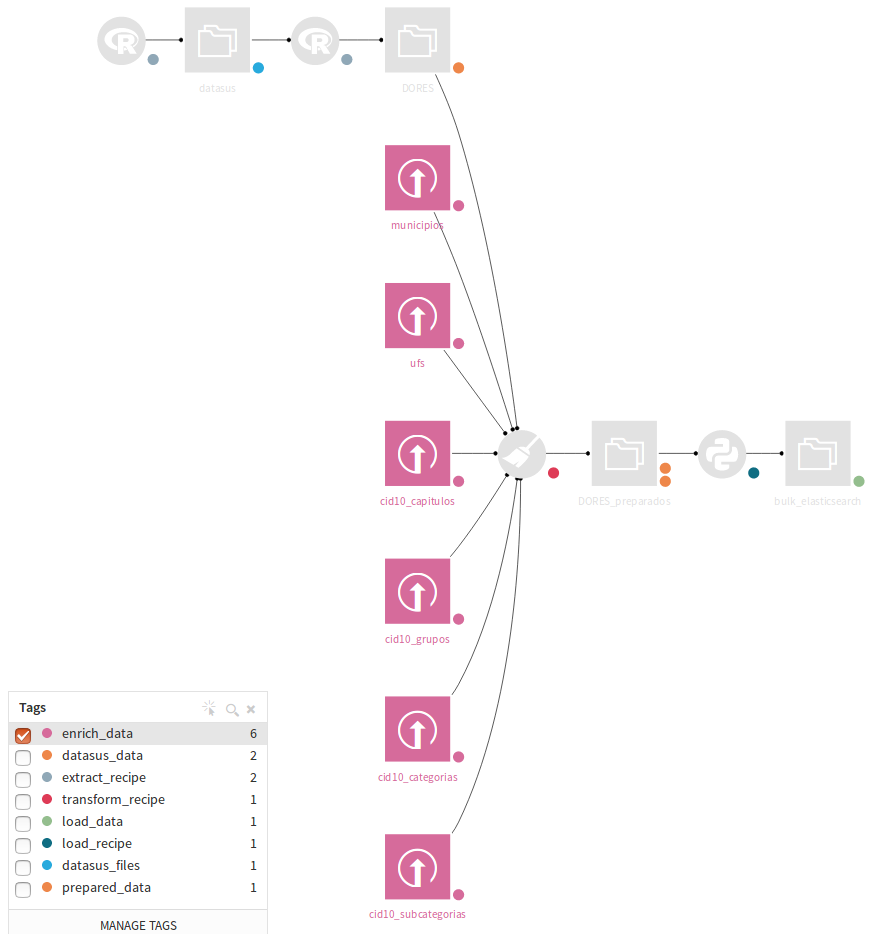 datasus
DORES
municipios
ufs
cid10_capitulos
DORES_preparados
bulk_elasticsearch
cid10_grupos
cid10_categorias
cid10_subcategorias
Tags
enrich_data 6
datasus_data 2
extract_recipe 2
transform_recipe 1
load_data 1
load_recipe 1
datasus_files 1
prepared_data 1
MANAGE TAGS